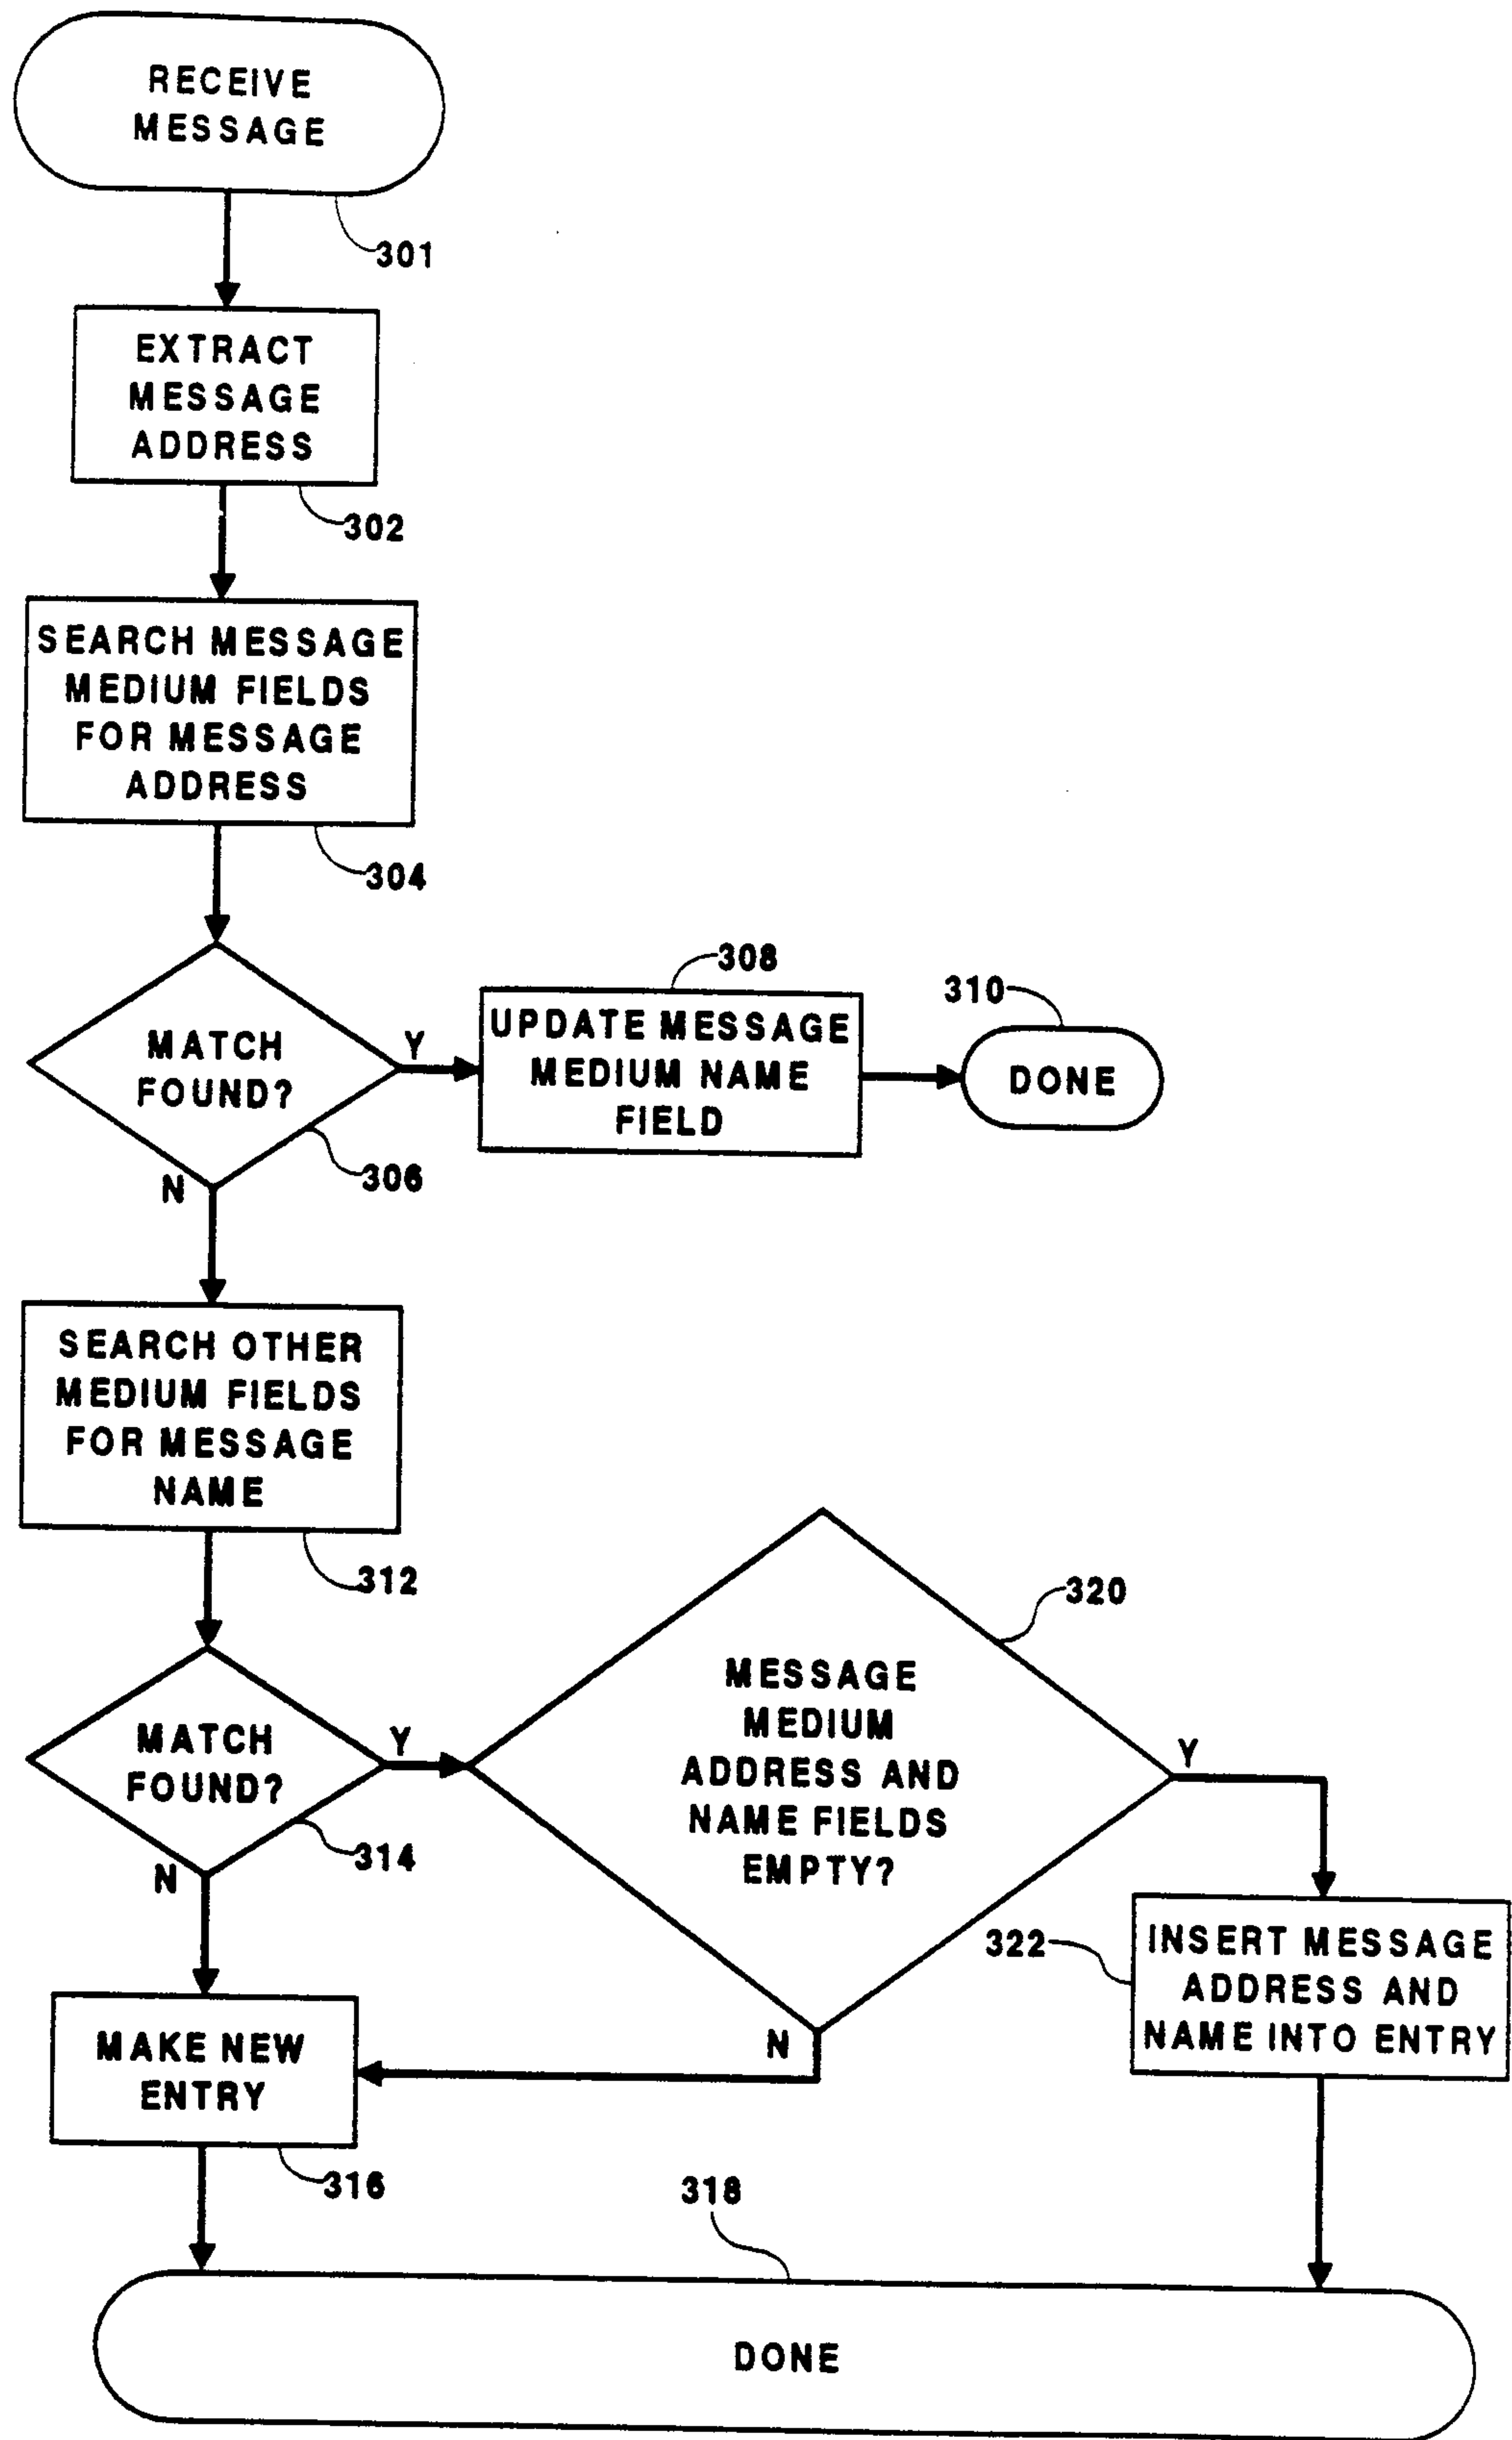 RECEIVE
MESSAGE
301
EXTRACT
MESSAGE
ADDRESS
302
SEARCH MESSAGE
MEDIUM FIELDS
FOR MESSAGE
ADDRESS
304
MATCH
FOUND?
Y
306
N
308
UPDATE MESSAGE
MEDIUM NAME
FIELD
310
DONE
SEARCH OTHER
MEDIUM FIELDS
FOR MESSAGE
NAME
312
MATCH
FOUND?
Y
314
N
320
MESSAGE
MEDIUM
ADDRESS AND
NAME FIELDS
EMPTY?
Y
N
322
INSERT MESSAGE
ADDRESS AND
NAME INTO ENTRY
MAKE NEW
ENTRY
316
318
DONE